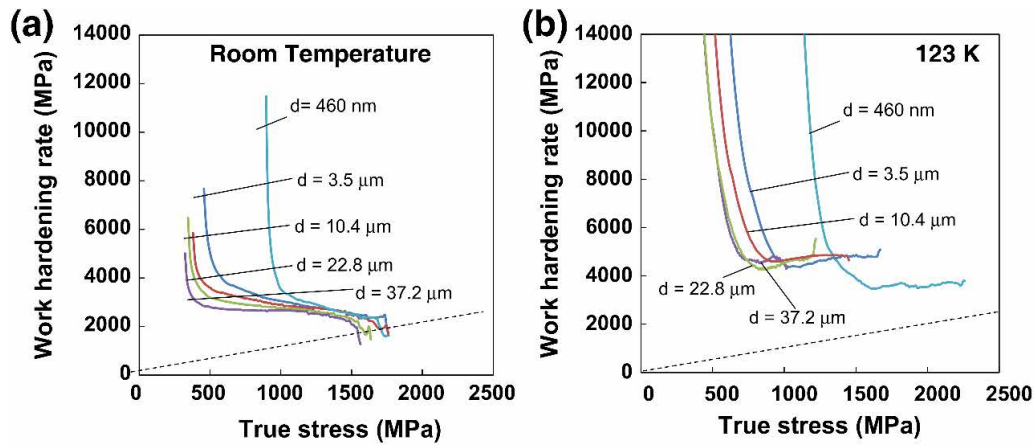 (a)
Room Temperature
Work hardening rate (MPa)
14000
12000
10000
8000
6000
4000
2000
0
d= 460 nm
d = 3.5 μm
d = 10.4 μm
d = 22.8 μm
d = 37.2 μm
0 500 1000 1500 2000 2500
True stress (MPa)
(b)
123 K
Work hardening rate (MPa)
14000
12000
10000
8000
6000
4000
2000
0
d= 460 nm
d = 3.5 μm
d = 10.4 μm
d = 22.8 μm
d = 37.2 μm
0 500 1000 1500 2000 2500
True stress (MPa)